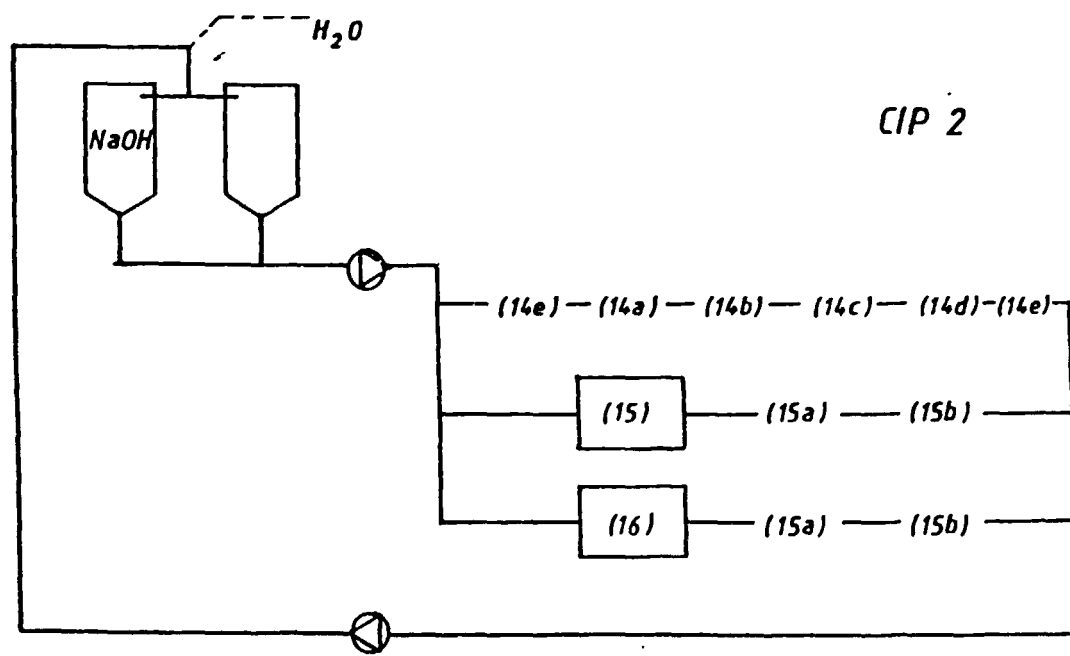 H2O
CIP 2
NaOH
(14e) (14a) (14b) (14c) (14d) (14e)
(15) (15a) (15b)
(16) (15a) (15b)